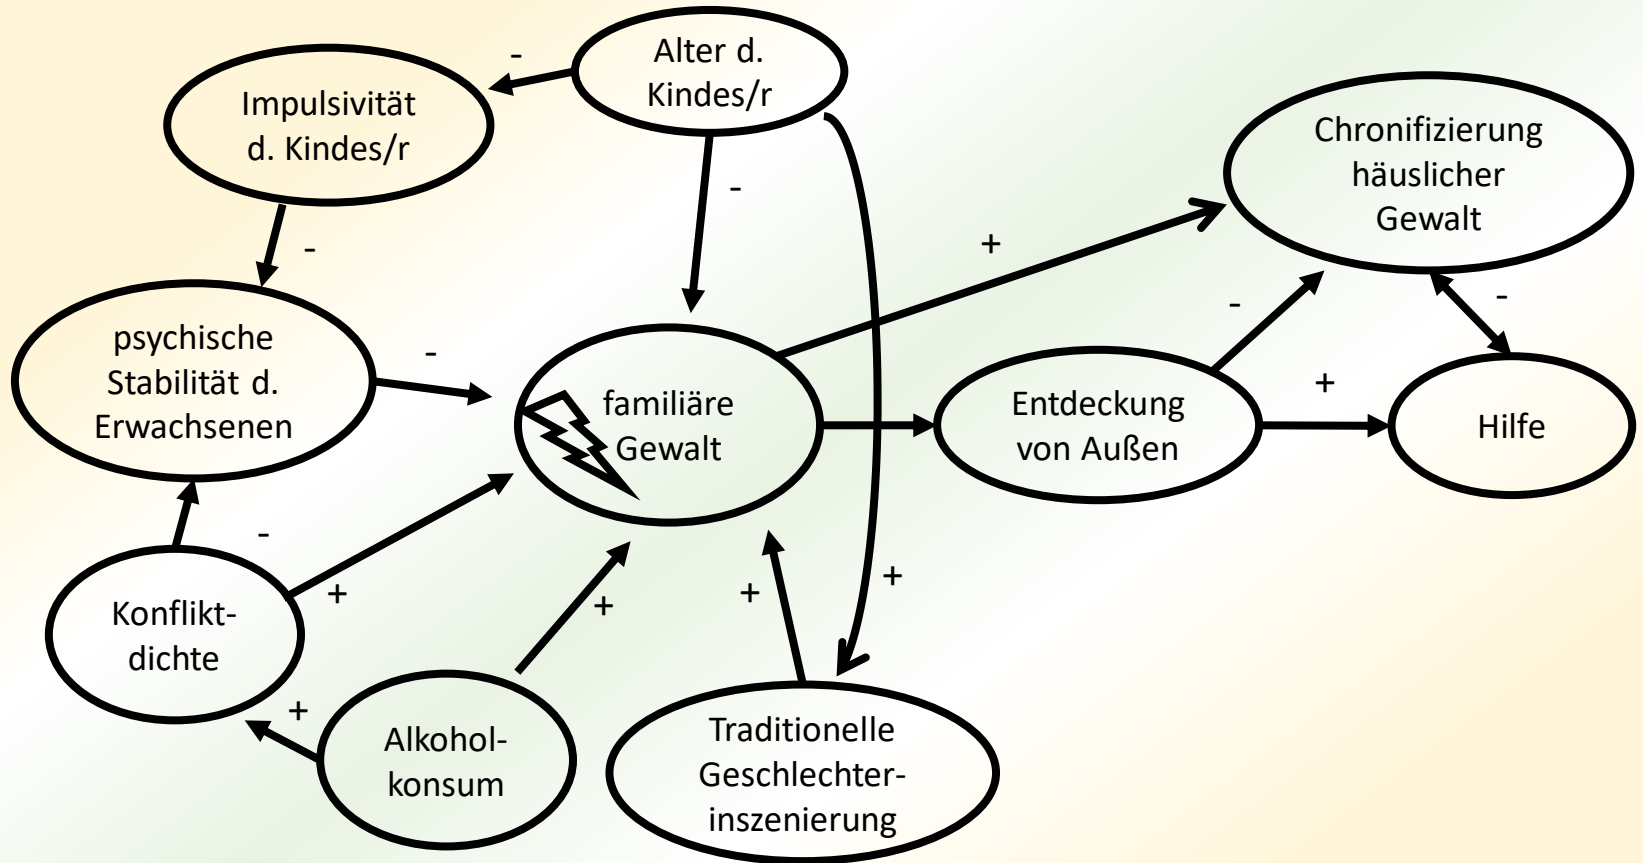 Alter d.
Kindes/r
-
Impulsivität
d. Kindes/r
Chronifizierung
häuslicher
Gewalt
-
-
+
-
-
psychische
Stabilität d.
Erwachsenen
-
familiäre
Gewalt
Entdeckung
von Außen
+
Hilfe
-
+
+
+
+
Konflikt-
dichte
+
Alkohol-
konsum
Traditionelle
Geschlechter-
inszenierung